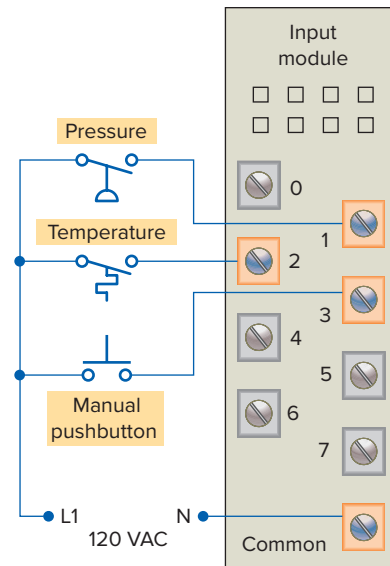 Input
module
Pressure
0
1
Temperature
2
3
4
Manual
pushbutton
5
6
7
L1
N
120 VAC
Common